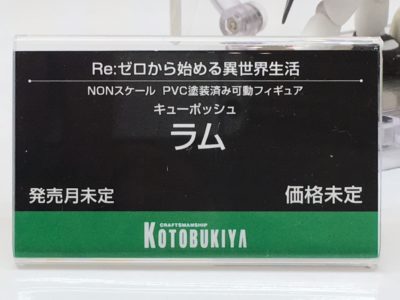 Re:ゼロから始める異世界生活
NONスケール PVC塗装済み可動フィギュア
キューポッシュ
ラム
発売月未定 価格未定
CRAFTSMANSHIP
KOTOBUKIYA